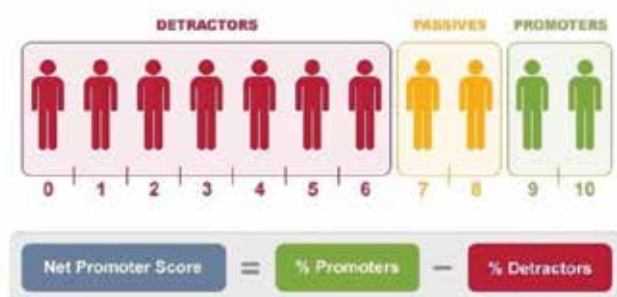 DETRACTORS PASSIVES PROMOTERS
0 1 2 3 4 5 6 7 8 9 10
Net Promoter Score = % Promoters − % Detractors